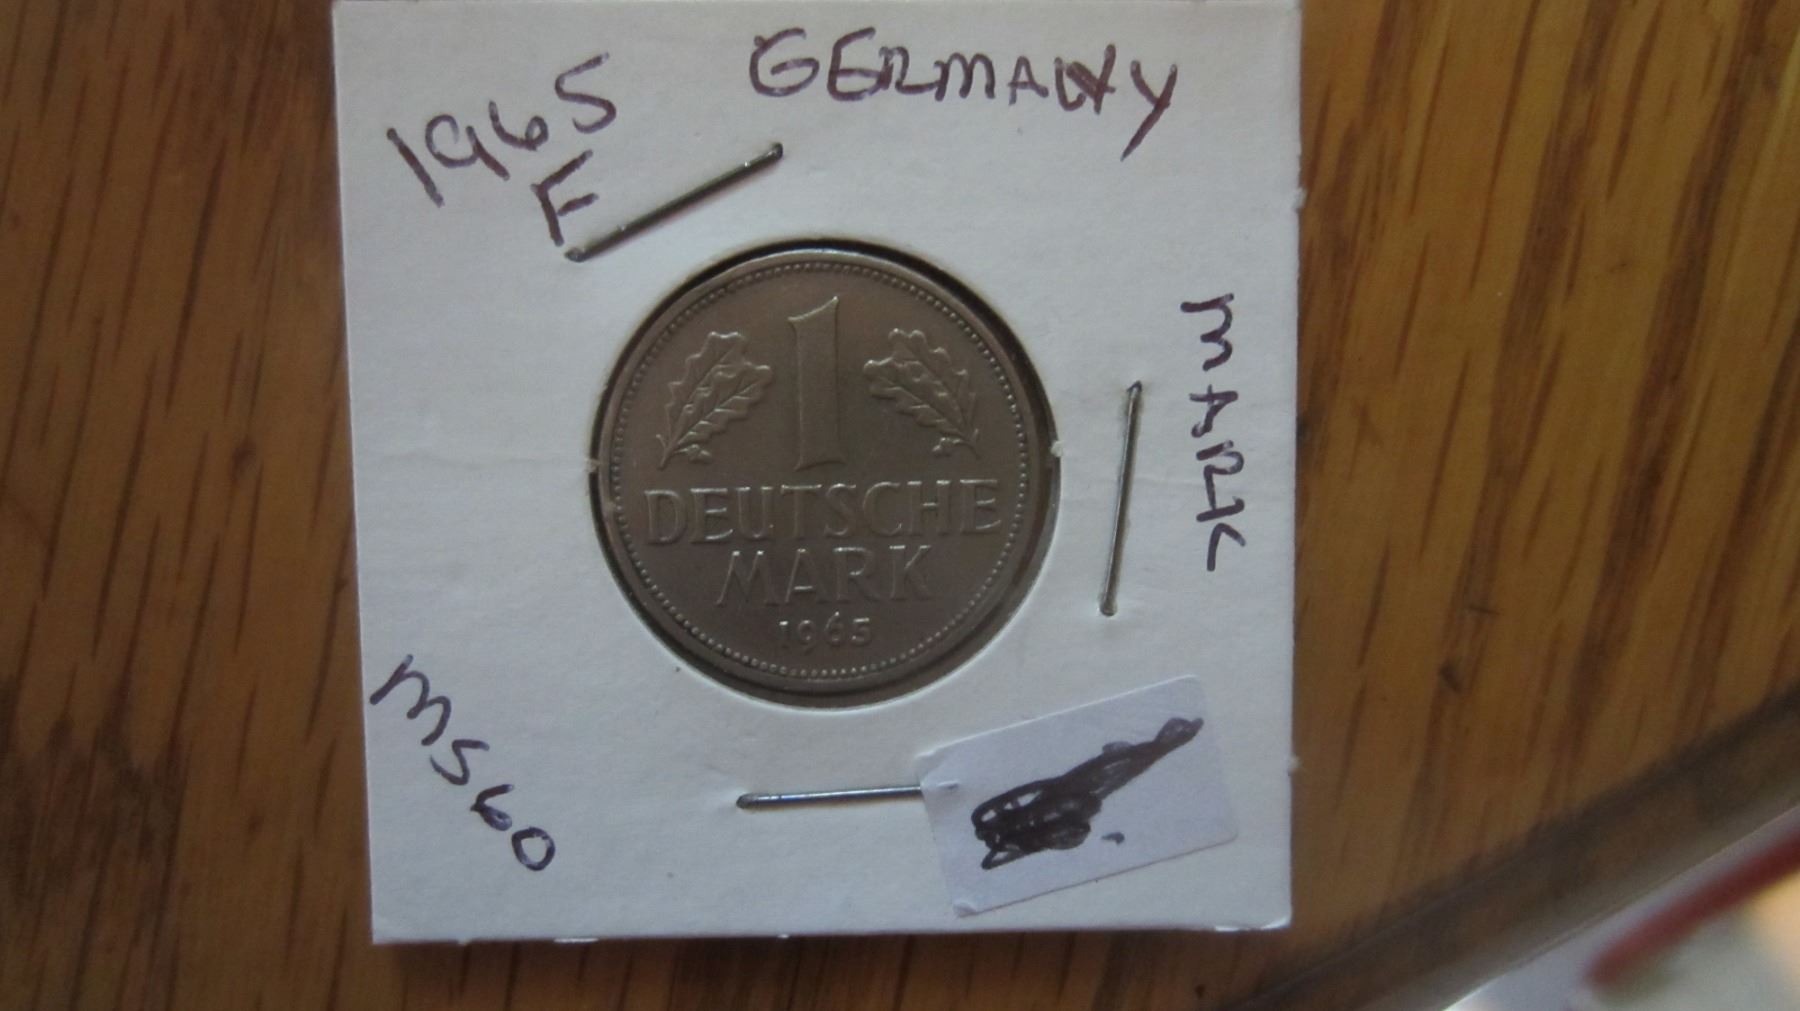 1965
F
GERMANY
MARK
1
DEUTSCHE
MARK
1965
MS60